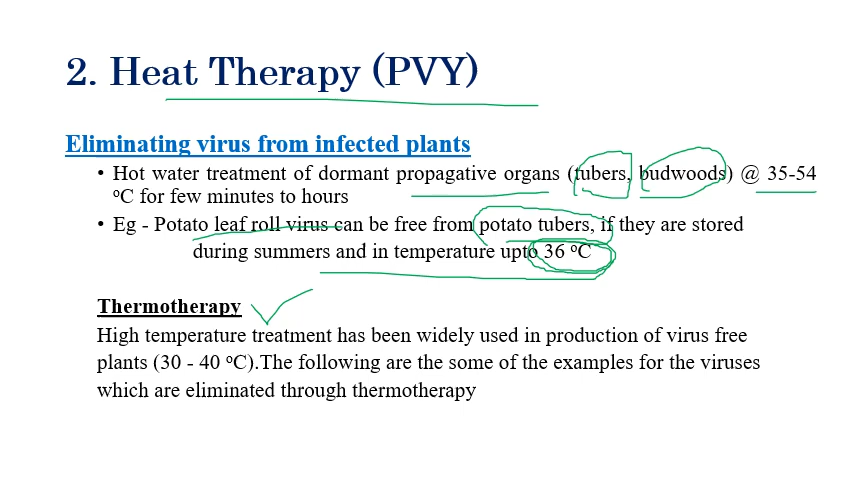 2. Heat Therapy (PVY)
Eliminating virus from infected plants
• Hot water treatment of dormant propagative organs (tubers, budwoods) @ 35-54
ºC for few minutes to hours
• Eg - Potato leaf roll virus can be free from potato tubers, if they are stored
during summers and in temperature upto 36 ºC
Thermotherapy
High temperature treatment has been widely used in production of virus free
plants (30 - 40 ºC).The following are the some of the examples for the viruses
which are eliminated through thermotherapy